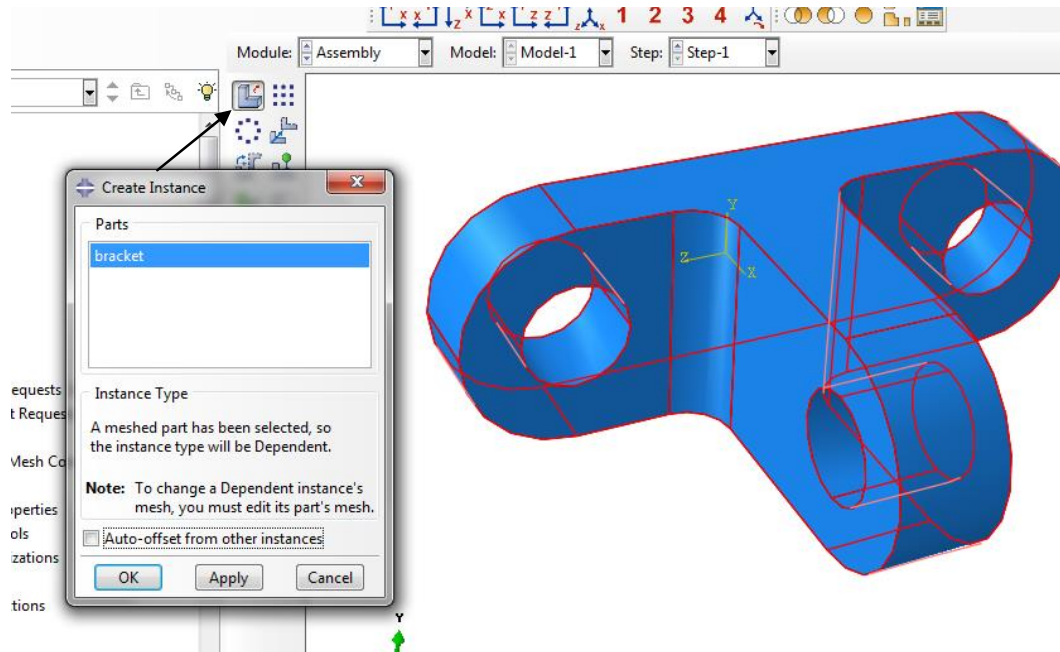 1 2 3 4
Module: Assembly Model: Model-1 Step: Step-1
Create Instance
Parts
bracket
Instance Type
A meshed part has been selected, so
the instance type will be Dependent.
Note: To change a Dependent instance's
mesh, you must edit its part's mesh.
Auto-offset from other instances
OK Apply Cancel
equests
t Reques
Mesh Co
perties
ols
zations
tions
Y
Z
X
Y